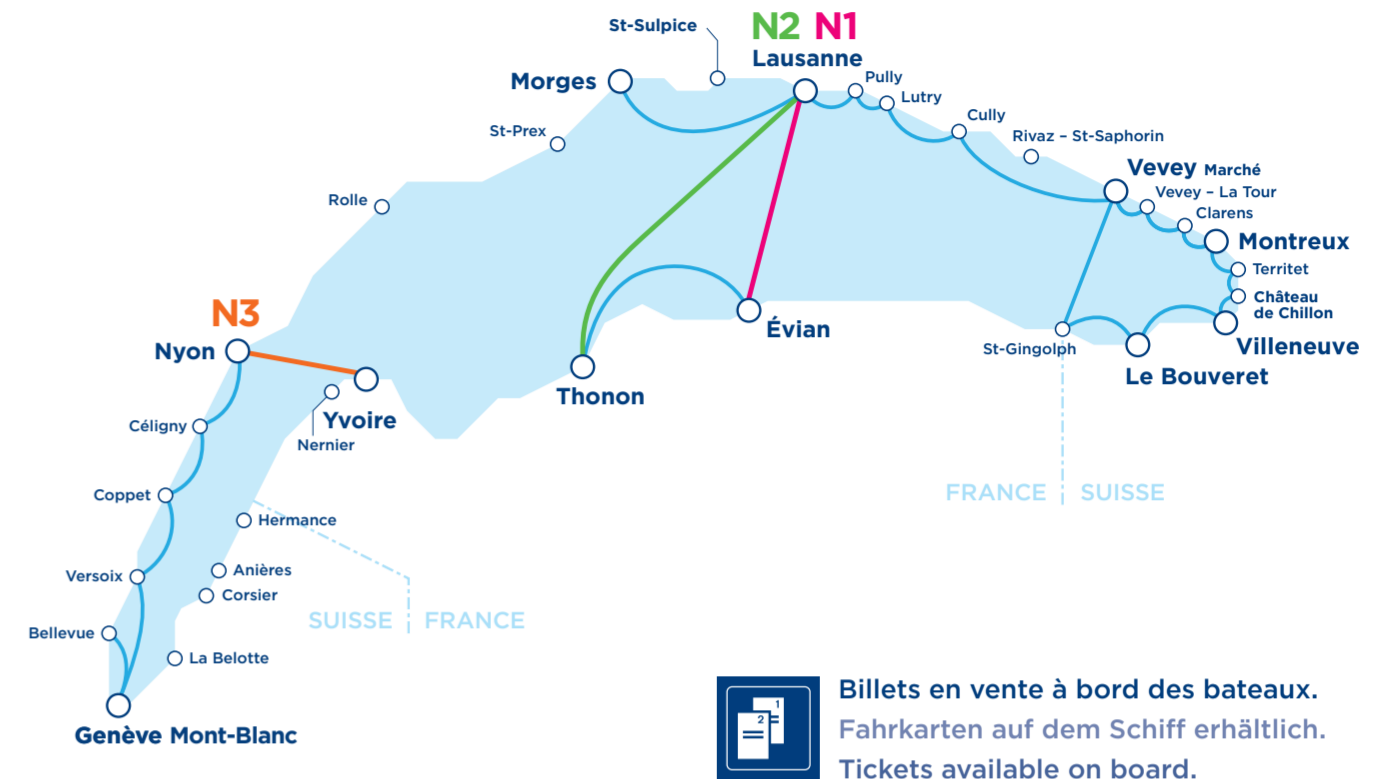 St-Sulpice
N2 N1
Lausanne
Morges
Pully
Lutry
Cully
St-Prex
Rivaz – St-Saphorin
Vevey Marché
Vevey – La Tour
Rolle
Clarens
Montreux
Territet
Château
de Chillon
N3
Évian
Villeneuve
Nyon
St-Gingolph
Le Bouveret
Thonon
Yvoire
Céligny
Nernier
Coppet
FRANCE
SUISSE
Hermance
Versoix
Anières
Corsier
SUISSE
FRANCE
Bellevue
La Belotte
Genève Mont-Blanc
1
2
Billets en vente à bord des bateaux.
Fahrkarten auf dem Schiff erhältlich.
Tickets available on board.